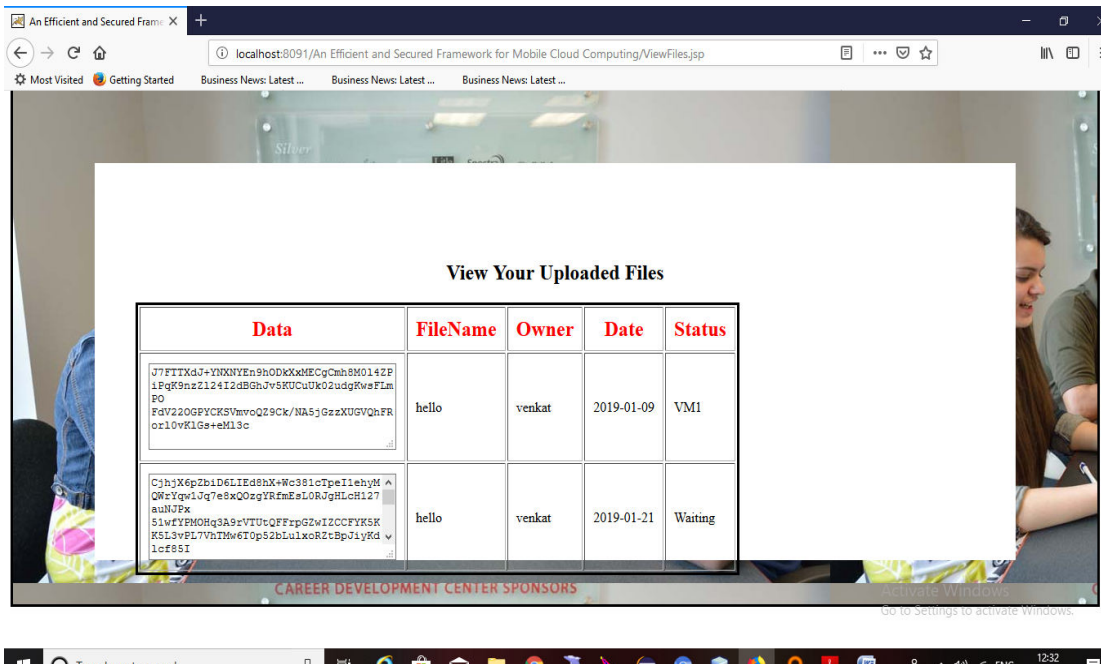 An Efficient and Secured Frame
localhost:8091/An Efficient and Secured Framework for Mobile Cloud Computing/ViewFiles.jsp
Most Visited Getting Started Business News: Latest ... Business News: Latest ... Business News: Latest ...
Silver
View Your Uploaded Files
Data FileName Owner Date Status
J7FTTXdJ+YNXNYEn9hODkXxMECgCmh8M014ZP
iPqK9nzZ124I2dBGhJv5KUCuUk02udgKwsFLm
PO
FdV22OGPYCKSVmvoQZ9Ck/NA5jGzzXUGVQhFR
orl0vKlGs+eMl3c
hello venkat 2019-01-09 VM1
CjhjX6pZbiD6LIEd8hX+Wc381cTpeI1ehyM
QWrYqw1Jq7e8xQOzgYRfmEsL0RJgHLcH127
auNJPx
51wfYPMOHq3A9rVTUtQFFrpGZwIZCCFYK5K
K5L3vPL7VhTMw6T0p52bLulxoRZtBpJiyKd
lcf85I
hello venkat 2019-01-21 Waiting
CAREER DEVELOPMENT CENTER SPONSORS
Activate Windows
Go to Settings to activate Windows.
12:32